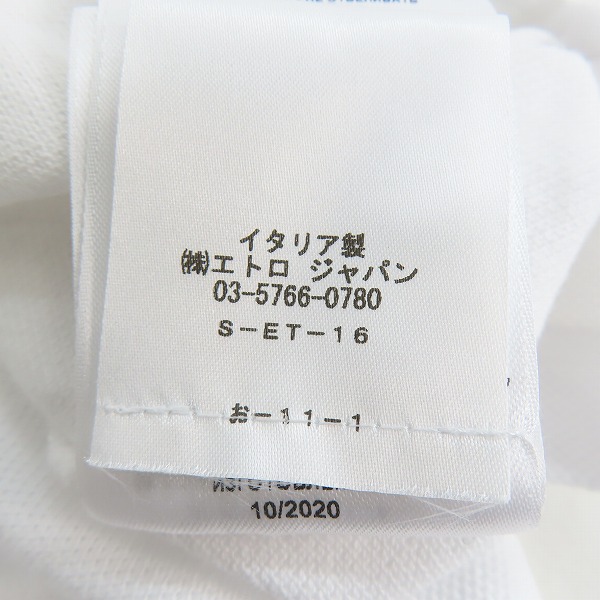 イタリア製
㈱エトロ ジャパン
03-5766-0780
S-ET-16
お-11-1
10/2020